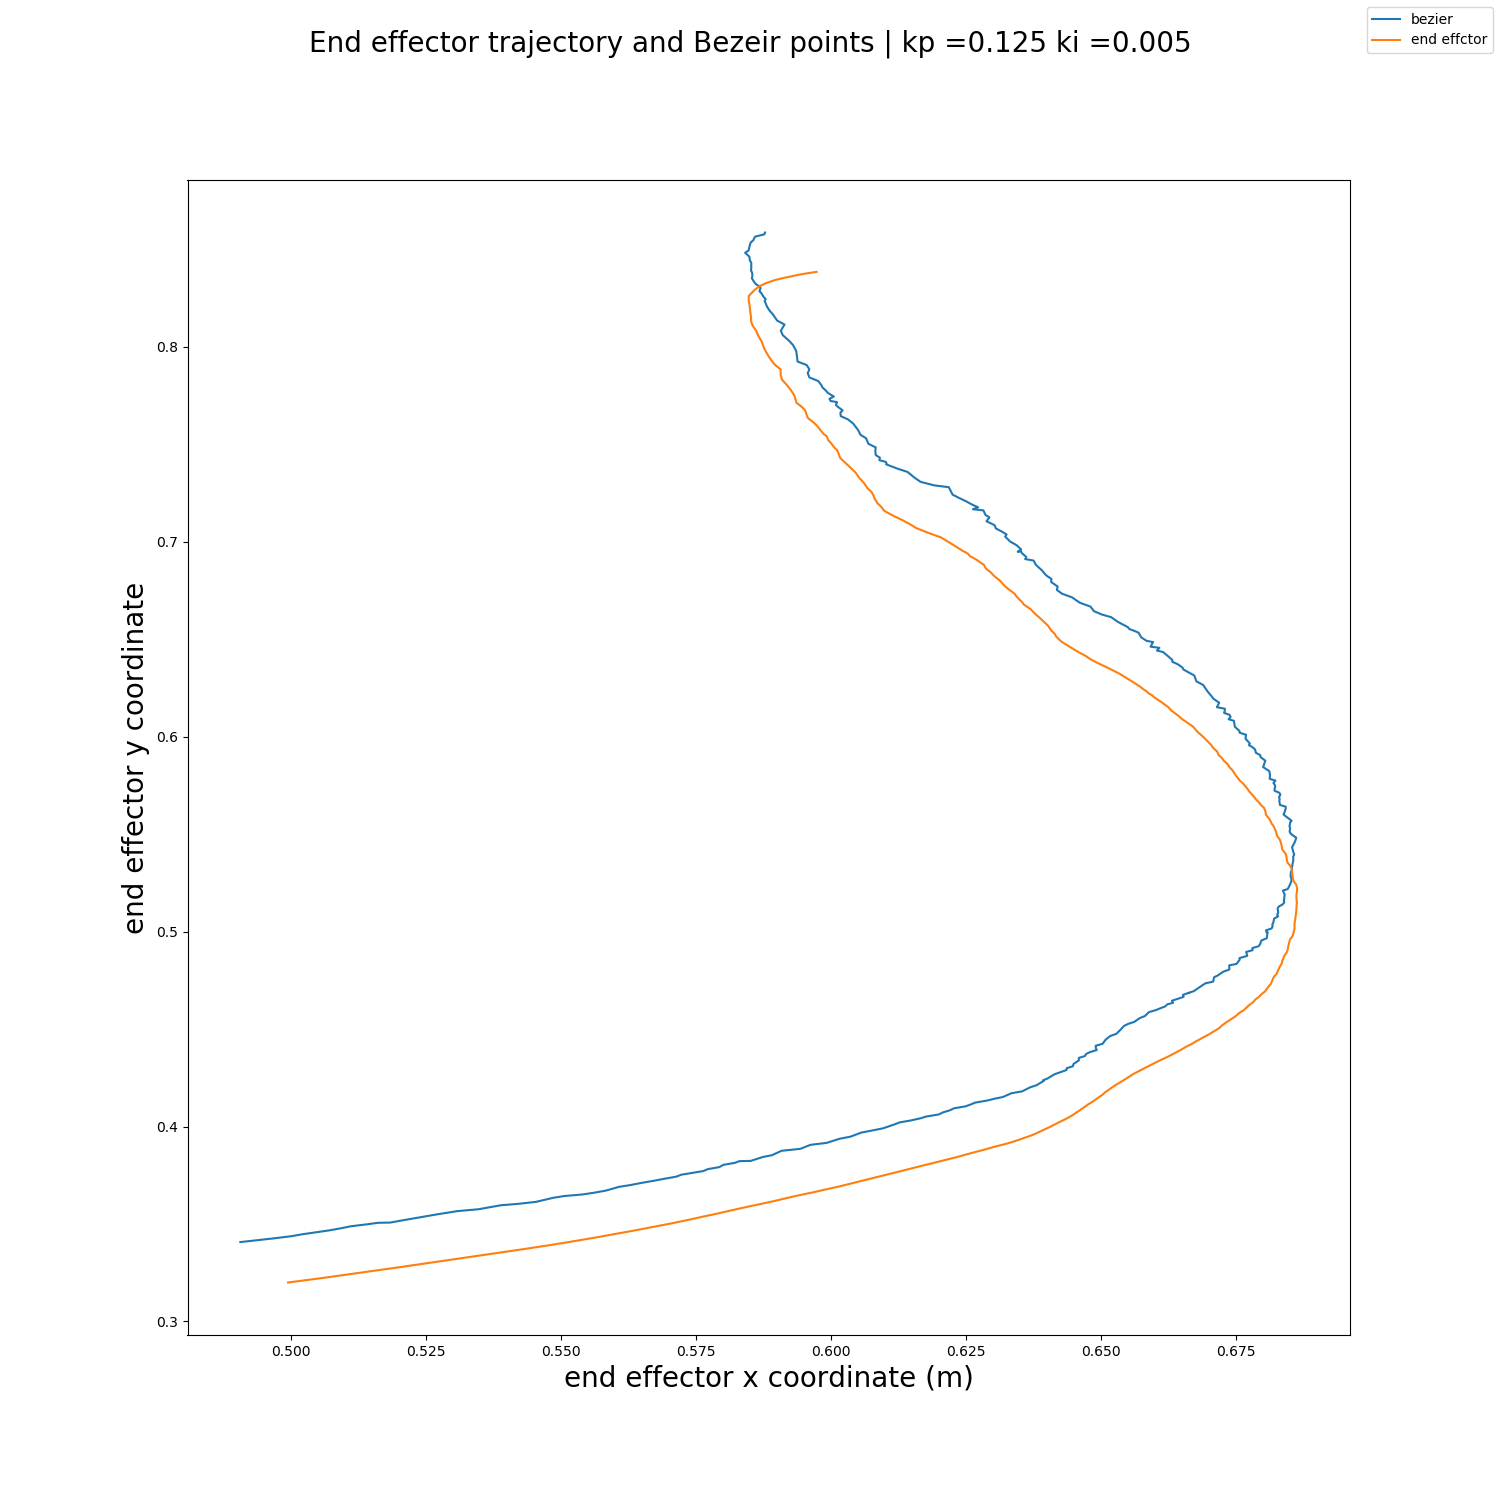 End effector trajectory and Bezeir points | kp =0.125 ki =0.005
bezier
end effctor
end effector y coordinate
0.8
0.7
0.6
0.5
0.4
0.3
0.500 0.525 0.550 0.575 0.600 0.625 0.650 0.675
end effector x coordinate (m)